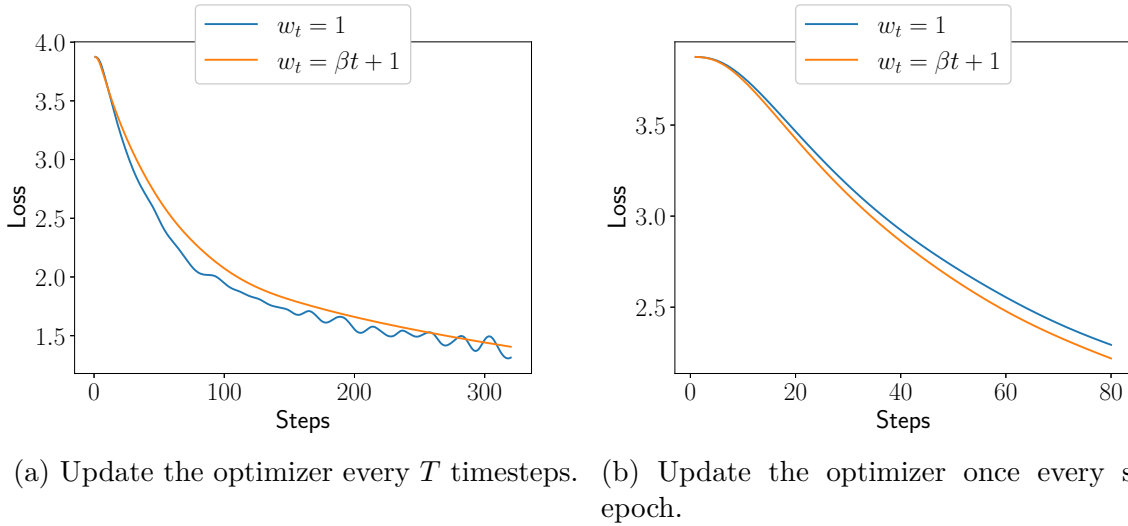 w_t = 1
w_t = βt + 1
4.0
3.5
3.0
2.5
2.0
1.5
Loss
0
100
200
300
Steps
(a) Update the optimizer every T timesteps.
w_t = 1
w_t = βt + 1
3.5
3.0
2.5
Loss
0
20
40
60
80
Steps
(b) Update the optimizer once every
epoch.